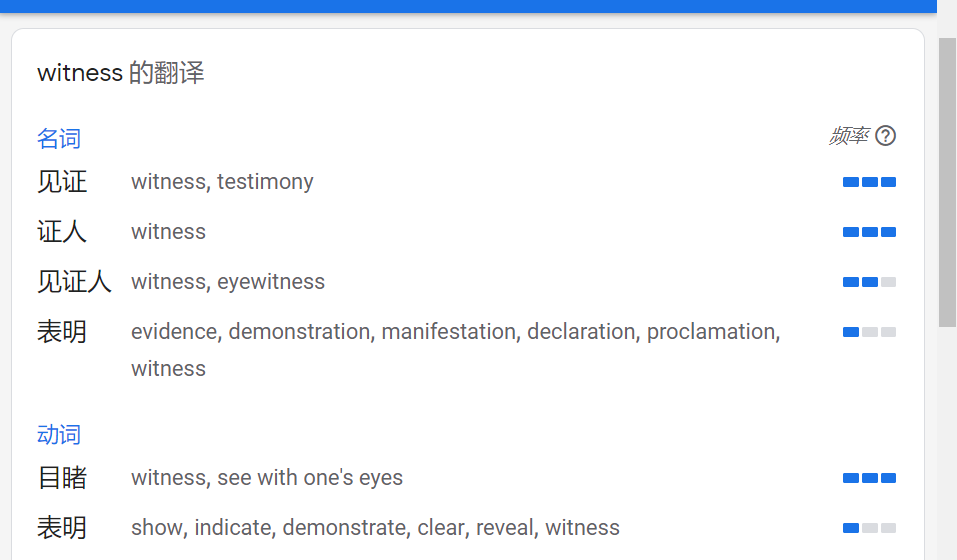 witness 的翻译
名词 频率 ?
见证 witness, testimony
证人 witness
见证人 witness, eyewitness
表明 evidence, demonstration, manifestation, declaration, proclamation,
witness
动词
目睹 witness, see with one's eyes
表明 show, indicate, demonstrate, clear, reveal, witness